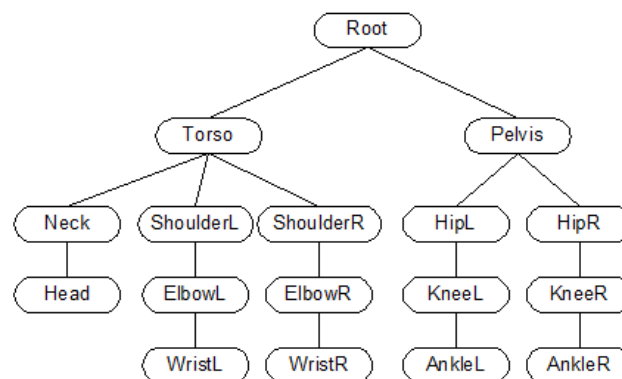 Root
Torso Pelvis
Neck ShoulderL ShoulderR HipL HipR
Head ElbowL ElbowR KneeL KneeR
WristL WristR AnkleL AnkleR